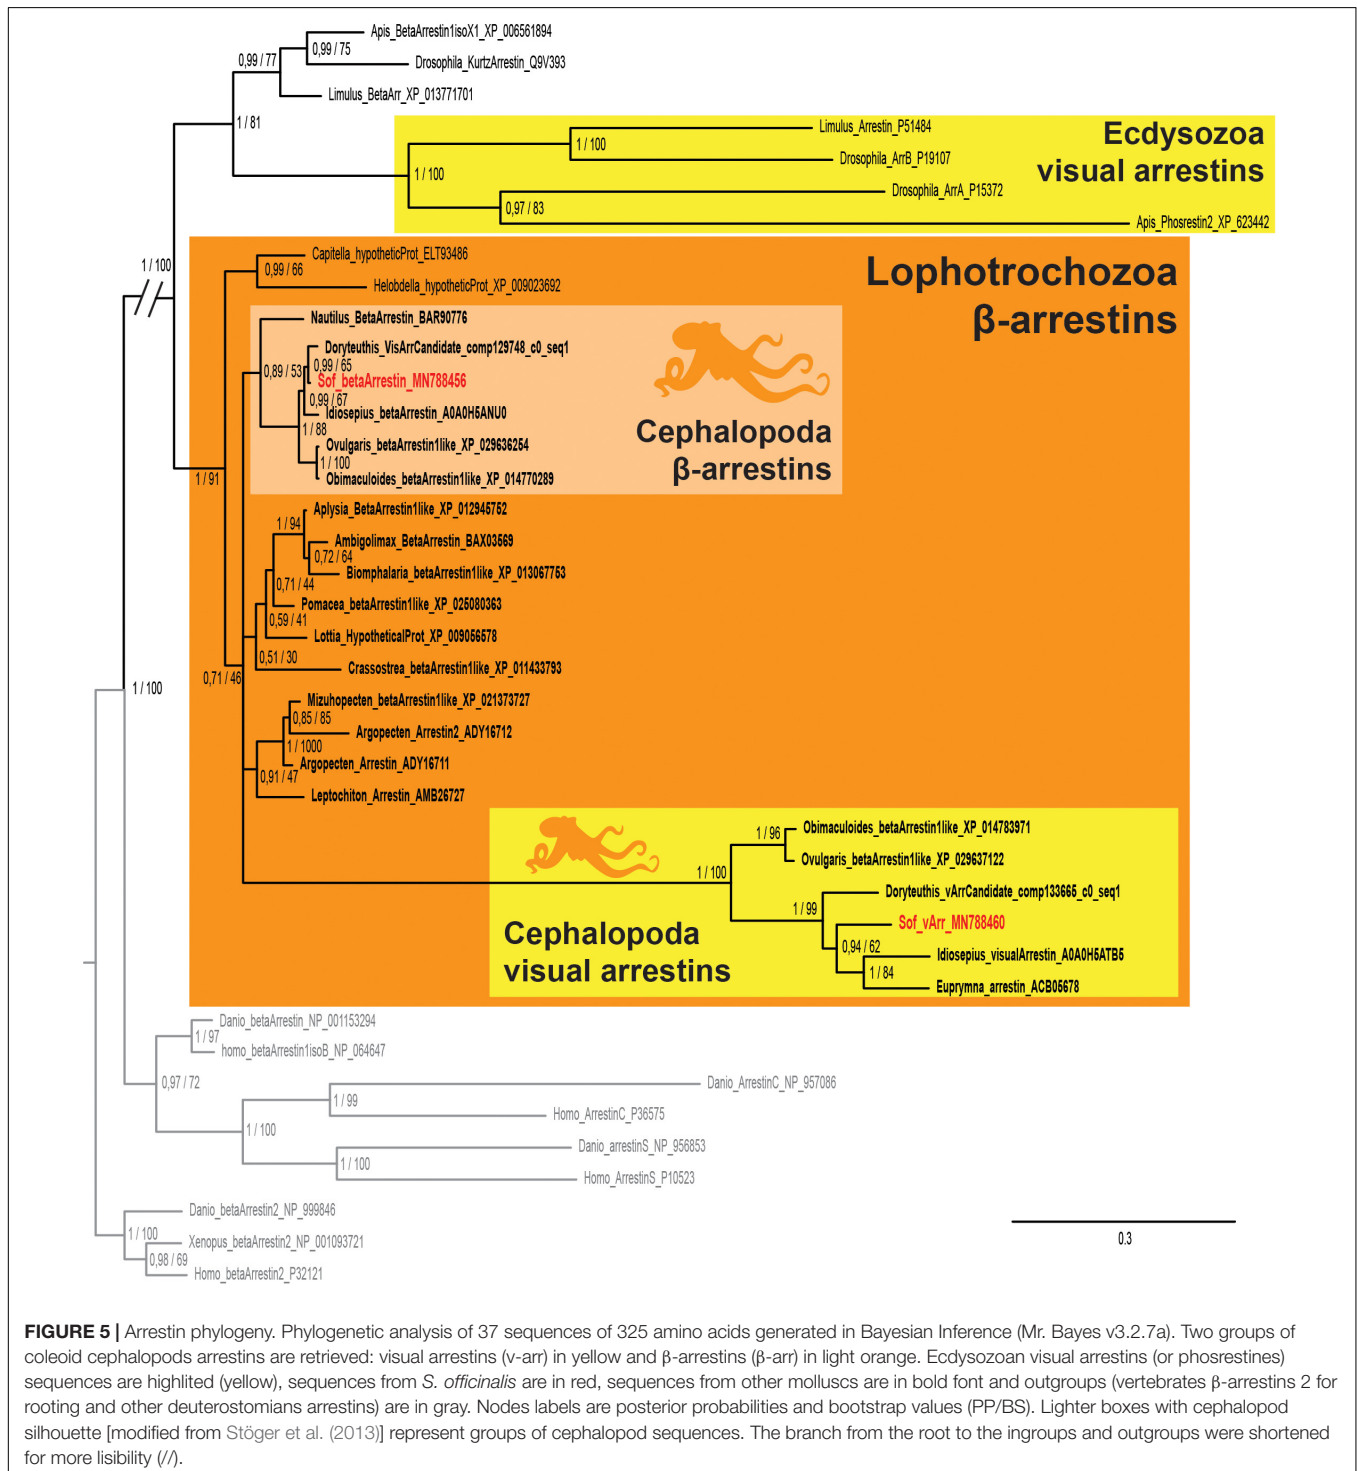 Apis_BetaArrestin1isoX1_XP_006561894
0,99 / 75
Drosophila_KurtzArrestin_Q9V393
0,99 / 77
Limulus_BetaArr_XP_013771701
1 / 81
Limulus_Arrestin_P51484
1 / 100
Drosophila_ArrB_P19107
1 / 100
Drosophila_ArrA_P15372
0,97 / 83
Apis_Phosrestin2_XP_623442
Ecdysozoa
visual arrestins
1 / 100
Capitella_hypotheticProt_ELT93486
0,99 / 66
Helobdella_hypotheticProt_XP_009023692
Lophotrochozoa
β-arrestins
Nautilus_BetaArrestin_BAR90776
Doryteuthis_VisArrCandidate_comp129748_c0_seq1
0,89 / 53
0,99 / 65
Sof_betaArrestin_MN788456
0,99 / 67
Idiosepius_betaArrestin_A0A0H5ANU0
1 / 88
Ovulgaris_betaArrestin1like_XP_029636254
1 / 100
Obimaculoides_betaArrestin1like_XP_014770289
Cephalopoda
β-arrestins
1 / 91
Aplysia_BetaArrestin1like_XP_012945752
1 / 94
Ambigolimax_BetaArrestin_BAX03569
0,72 / 64
Biomphalaria_betaArrestin1like_XP_013067753
0,71 / 44
Pomacea_betaArrestin1like_XP_025080363
0,59 / 41
Lottia_HypotheticalProt_XP_009056578
0,51 / 30
Crassostrea_betaArrestin1like_XP_011433793
0,71 / 46
1 / 100
Mizuhopecten_betaArrestin1like_XP_021373727
0,85 / 85
Argopecten_Arrestin2_ADY16712
1 / 1000
Argopecten_Arrestin_ADY16711
0,91 / 47
Leptochiton_Arrestin_AMB26727
Obimaculoides_betaArrestin1like_XP_014783971
1 / 96
Ovulgaris_betaArrestin1like_XP_029637122
1 / 100
Doryteuthis_vArrCandidate_comp133665_c0_seq1
1 / 99
Sof_vArr_MN788460
0,94 / 62
Idiosepius_visualArrestin_A0A0H5ATB5
1 / 84
Euprymna_arrestin_ACB05678
Cephalopoda
visual arrestins
Danio_betaArrestin_NP_001153294
1 / 97
homo_betaArrestin1isoB_NP_064647
0,97 / 72
Danio_ArrestinC_NP_957086
1 / 99
Homo_ArrestinC_P36575
1 / 100
Danio_arrestinS_NP_956853
1 / 100
Homo_ArrestinS_P10523
Danio_betaArrestin2_NP_999846
1 / 100
Xenopus_betaArrestin2_NP_001093721
0,98 / 69
Homo_betaArrestin2_P32121
0.3
FIGURE 5 | Arrestin phylogeny. Phylogenetic analysis of 37 sequences of 325 amino acids generated in Bayesian Inference (Mr. Bayes v3.2.7a). Two groups of
coleoid cephalopods arrestins are retrieved: visual arrestins (v-arr) in yellow and β-arrestins (β-arr) in light orange. Ecdysozoan visual arrestins (or phosrestines)
sequences are highlited (yellow), sequences from S. officinalis are in red, sequences from other molluscs are in bold font and outgroups (vertebrates β-arrestins 2 for
rooting and other deuterostomians arrestins) are in gray. Nodes labels are posterior probabilities and bootstrap values (PP/BS). Lighter boxes with cephalopod
silhouette [modified from Stöger et al. (2013)] represent groups of cephalopod sequences. The branch from the root to the ingroups and outgroups were shortened
for more lisibility (//).